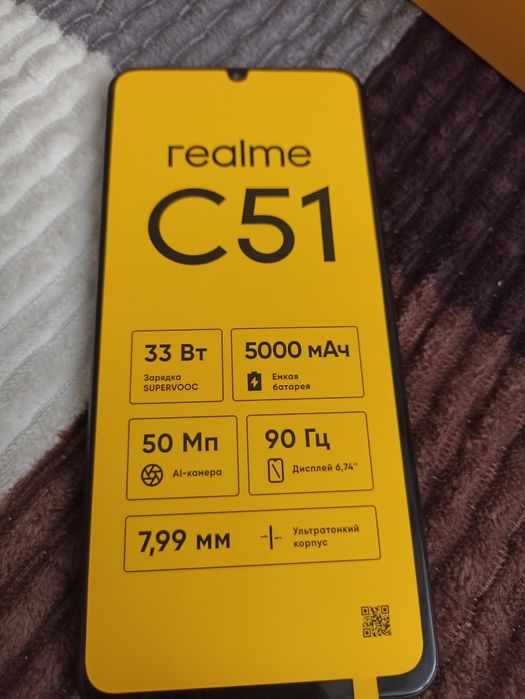 realme
C51
33 Вт
Зарядка
SUPERVOOC
5000 мАч
Емкая
батарея
50 Мп
AI-камера
90 Гц
Дисплей 6,74"
7,99 мм
Ультратонкий
корпус